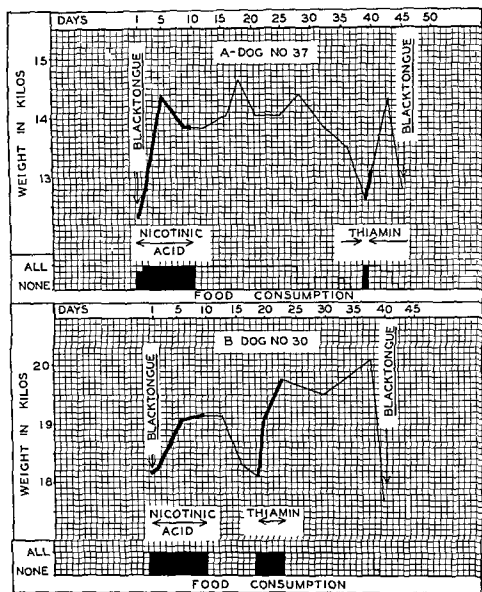 DAYS 1 5 10 15 20 25 30 35 40 45 50
A-DOG NO 37
WEIGHT IN KILOS
15
14
13
BLACKTONGUE
BLACKTONGUE
NICOTINIC
ACID
THIAMIN
ALL
NONE
FOOD CONSUMPTION
DAYS 1 5 10 15 20 25 30 35 40 45
B DOG NO 30
WEIGHT IN KILOS
20
19
18
BLACKTONGUE
BLACKTONGUE
NICOTINIC
ACID
THIAMIN
ALL
NONE
FOOD CONSUMPTION